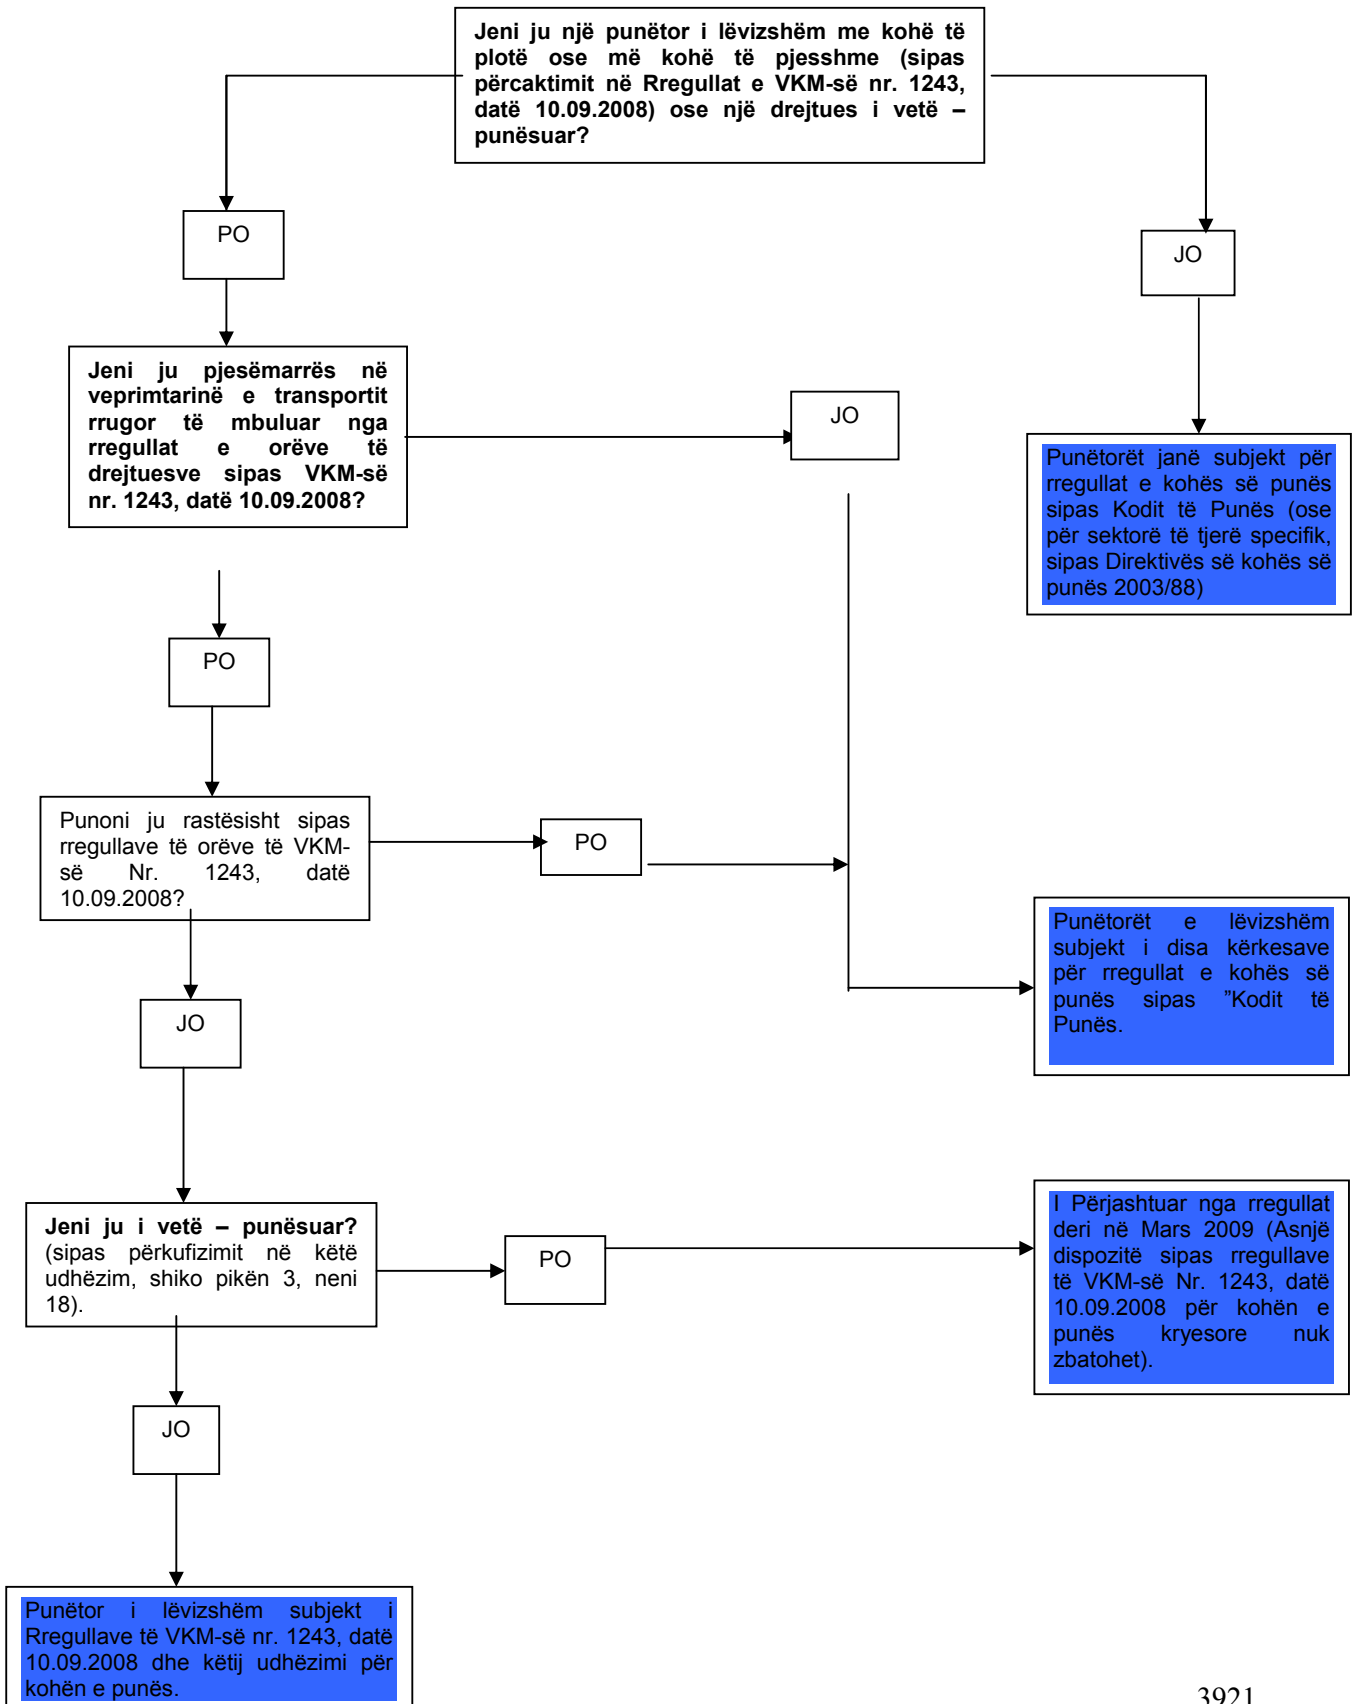 Jeni ju një punëtor i lëvizshëm me kohë të
plotë ose më kohë të pjesshme (sipas
përcaktimit në Rregullat e VKM-së nr. 1243,
datë 10.09.2008) ose një drejtues i vetë –
punësuar?
PO
JO
Jeni ju pjesëmarrës në
veprimtarinë e transportit
rrugor të mbuluar nga
rregullat e orëve të
drejtuesve sipas VKM-së
nr. 1243, datë 10.09.2008?
JO
Punëtorët janë subjekt për
rregullat e kohës së punës
sipas Kodit të Punës (ose
për sektorë të tjerë specifik,
sipas Direktivës së kohës së
punës 2003/88)
PO
Punoni ju rastësisht sipas
rregullave të orëve të VKM-
së Nr. 1243, datë
10.09.2008?
PO
Punëtorët e lëvizshëm
subjekt i disa kërkesave
për rregullat e kohës së
punës sipas ”Kodit të
Punës.
JO
Jeni ju i vetë – punësuar?
(sipas përkufizimit në këtë
udhëzim, shiko pikën 3, neni
18).
PO
I Përjashtuar nga rregullat
deri në Mars 2009 (Asnjë
dispozitë sipas rregullave
të VKM-së Nr. 1243, datë
10.09.2008 për kohën e
punës kryesore nuk
zbatohet).
JO
Punëtor i lëvizshëm subjekt i
Rregullave të VKM-së nr. 1243, datë
10.09.2008 dhe këtij udhëzimi për
kohën e punës.
3921